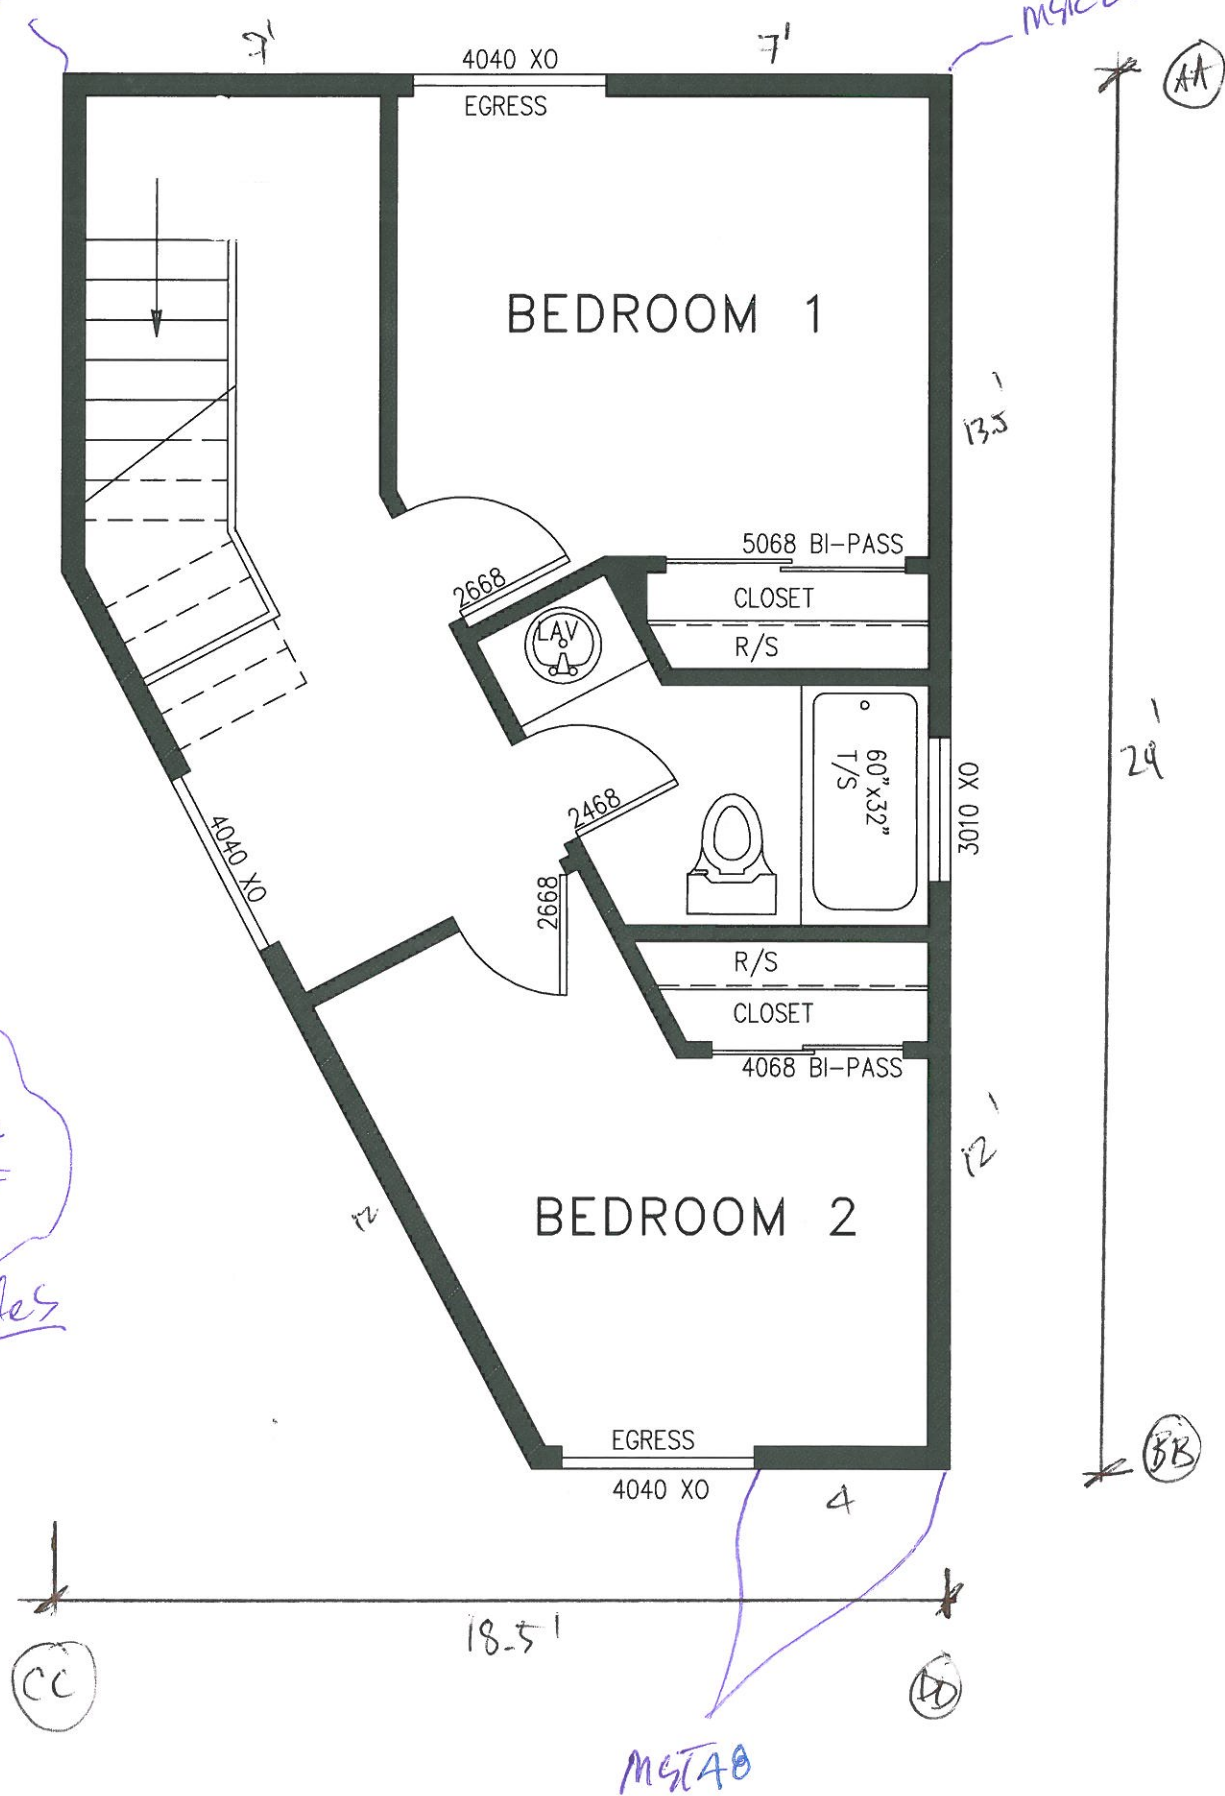 7'
7'
4040 XO
EGRESS
AA
BEDROOM 1
13.5'
5068 BI-PASS
CLOSET
R/S
2668
LAV
60"x32"
T/S
3010 XO
24'
2468
4040 XO
2668
R/S
CLOSET
4068 BI-PASS
12'
12
BEDROOM 2
EGRESS
4040 XO
4
BB
18.5'
CC
DD
MST48